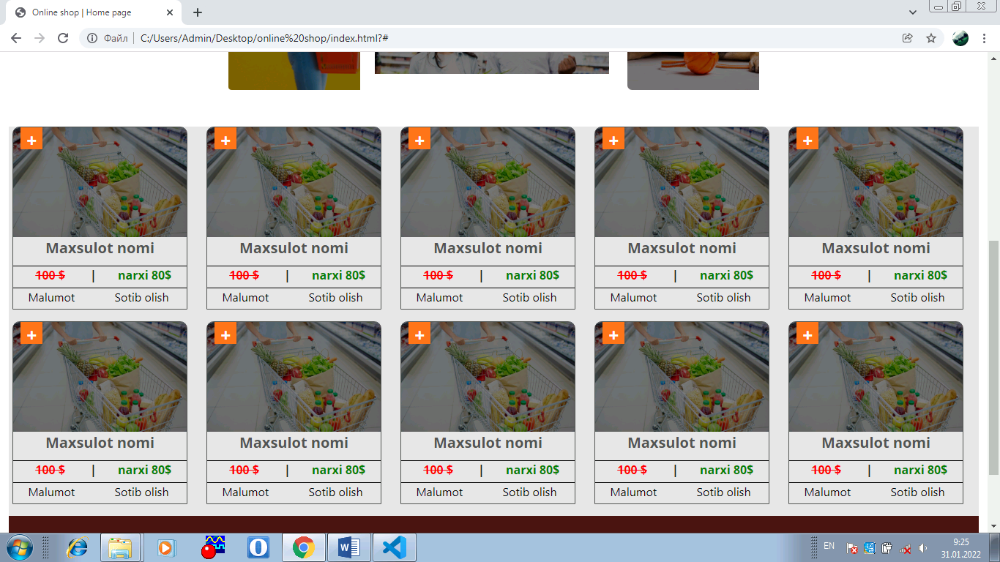 Online shop | Home page
Файл
C:/Users/Admin/Desktop/online%20shop/index.html?#
+ + + + +
Maxsulot nomi Maxsulot nomi Maxsulot nomi Maxsulot nomi Maxsulot nomi
100 $ | narxi 80$ 100 $ | narxi 80$ 100 $ | narxi 80$ 100 $ | narxi 80$ 100 $ | narxi 80$
Malumot Sotib olish Malumot Sotib olish Malumot Sotib olish Malumot Sotib olish Malumot Sotib olish
+ + + + +
Maxsulot nomi Maxsulot nomi Maxsulot nomi Maxsulot nomi Maxsulot nomi
100 $ | narxi 80$ 100 $ | narxi 80$ 100 $ | narxi 80$ 100 $ | narxi 80$ 100 $ | narxi 80$
Malumot Sotib olish Malumot Sotib olish Malumot Sotib olish Malumot Sotib olish Malumot Sotib olish
EN
9:25
31.01.2022